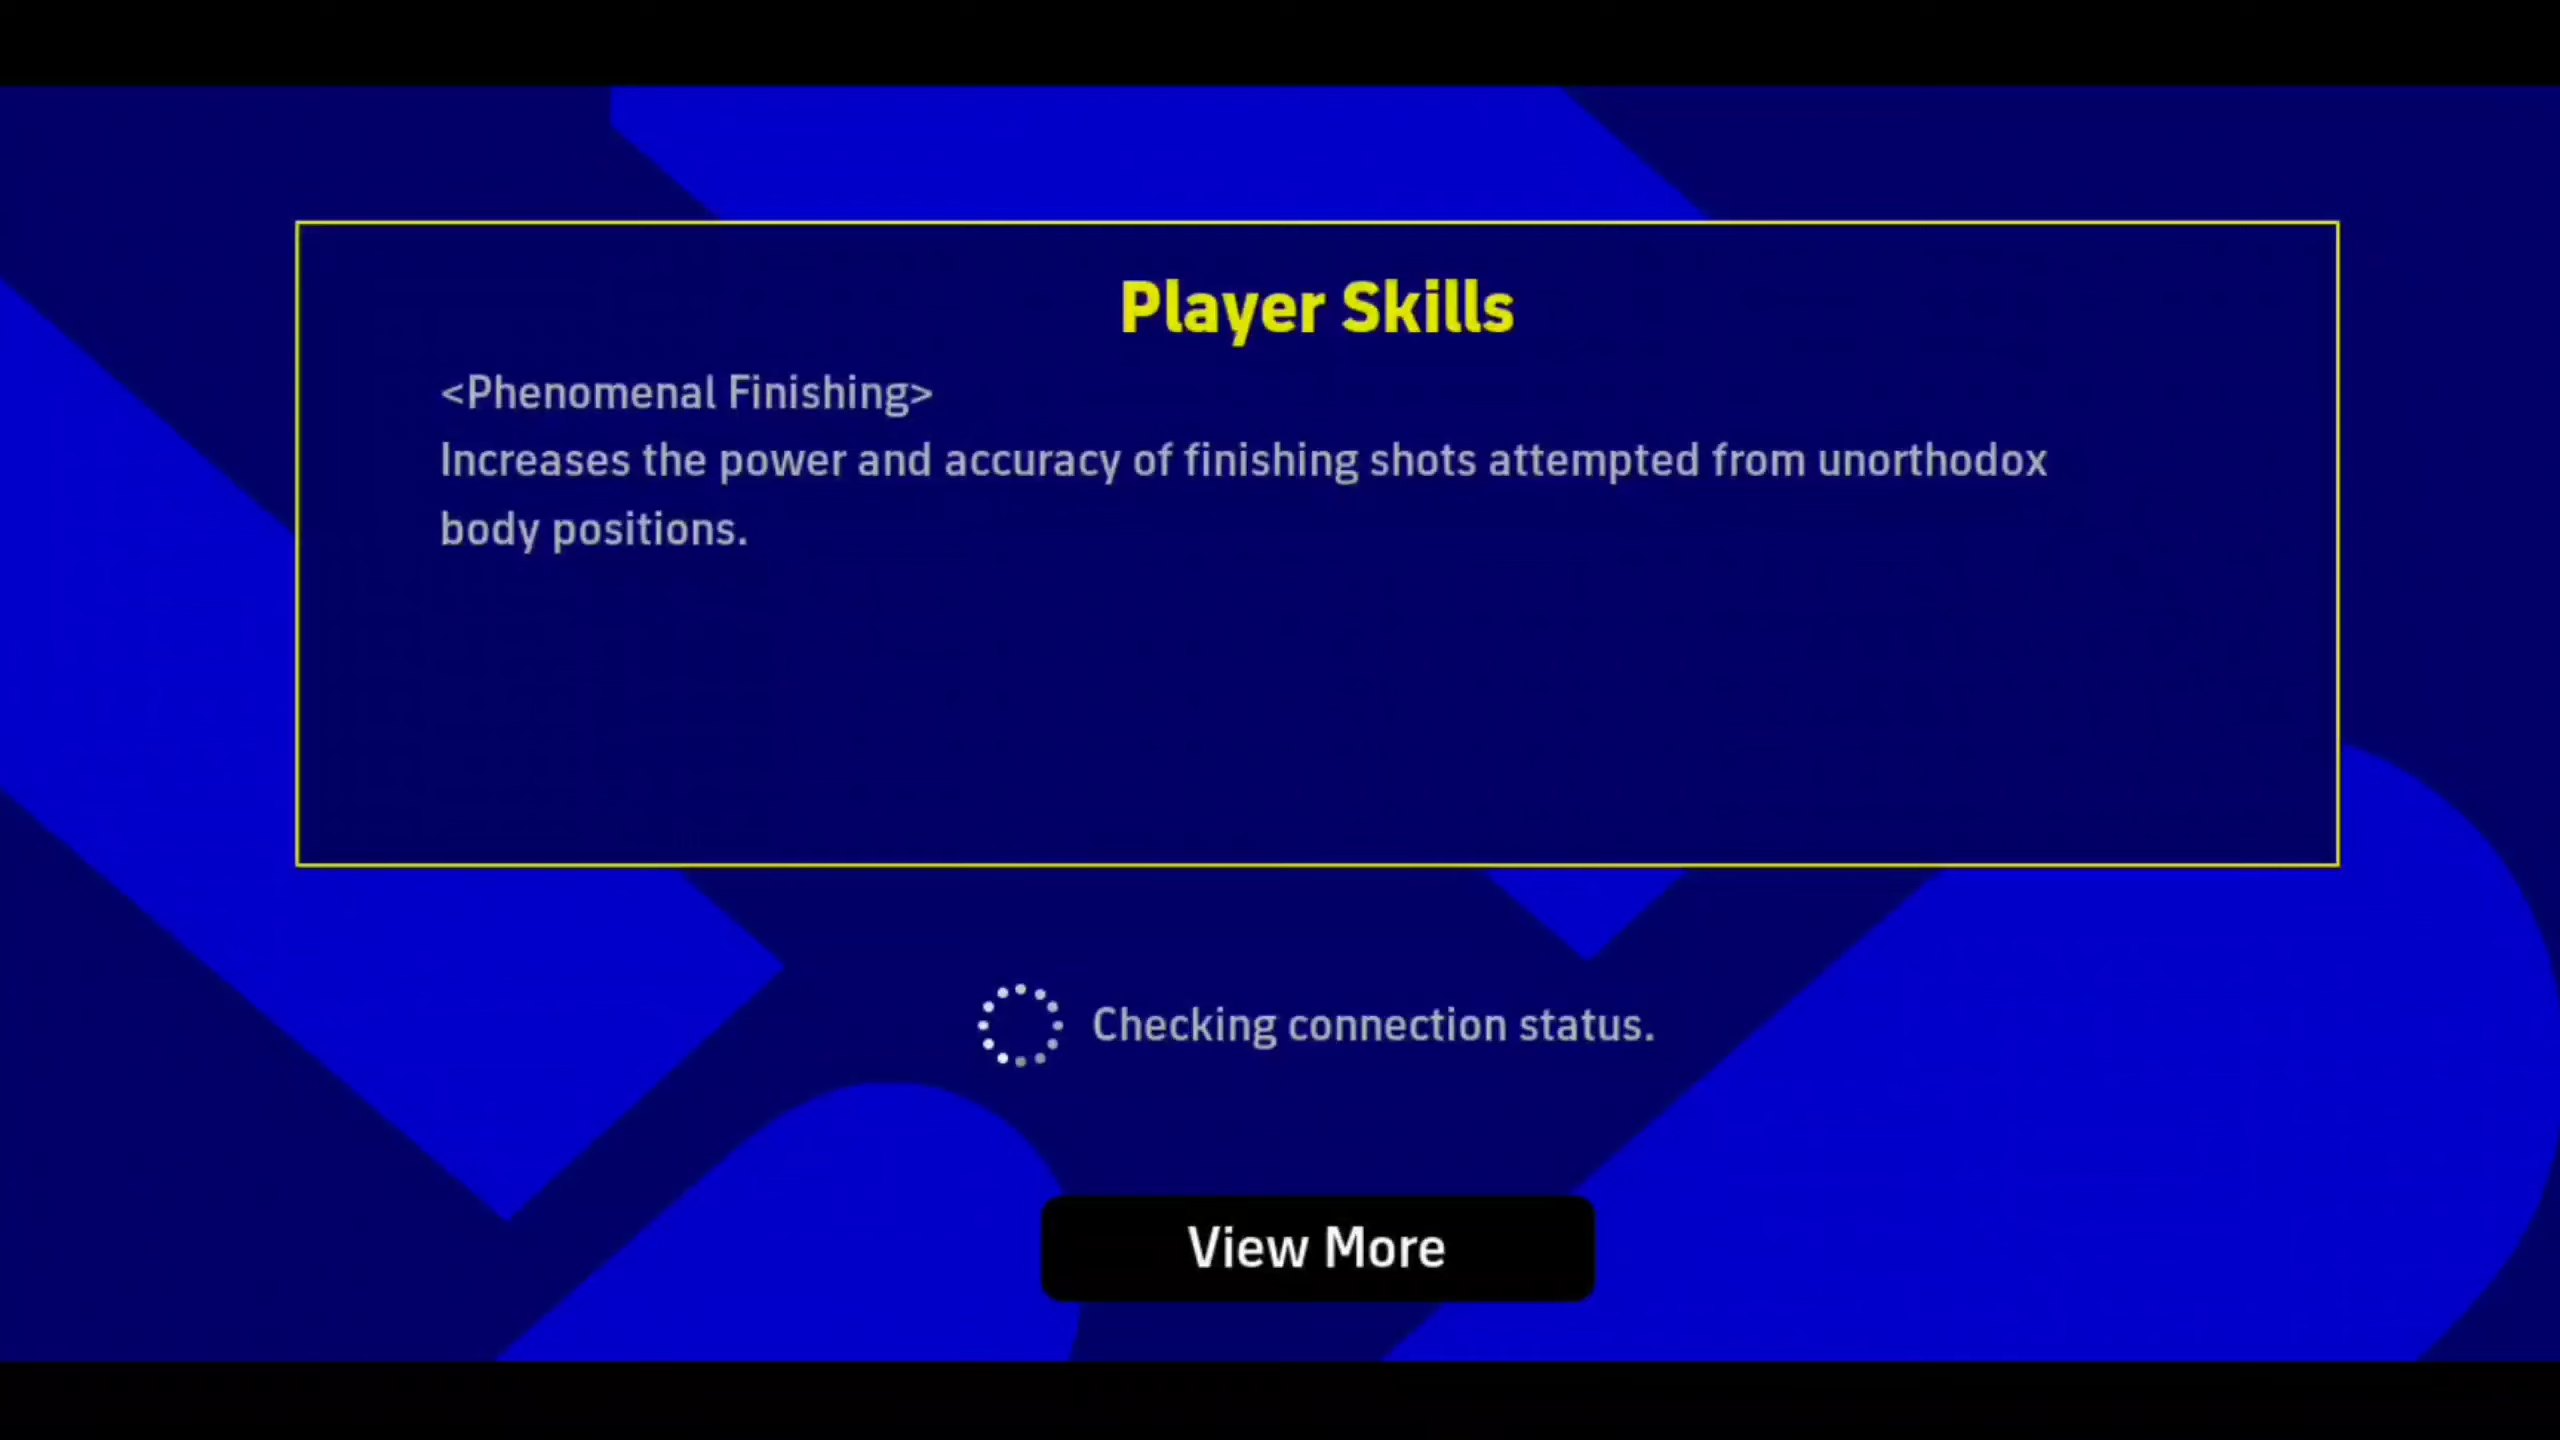 Player Skills
<Phenomenal Finishing>
Increases the power and accuracy of finishing shots attempted from unorthodox
body positions.
Checking connection status.
View More